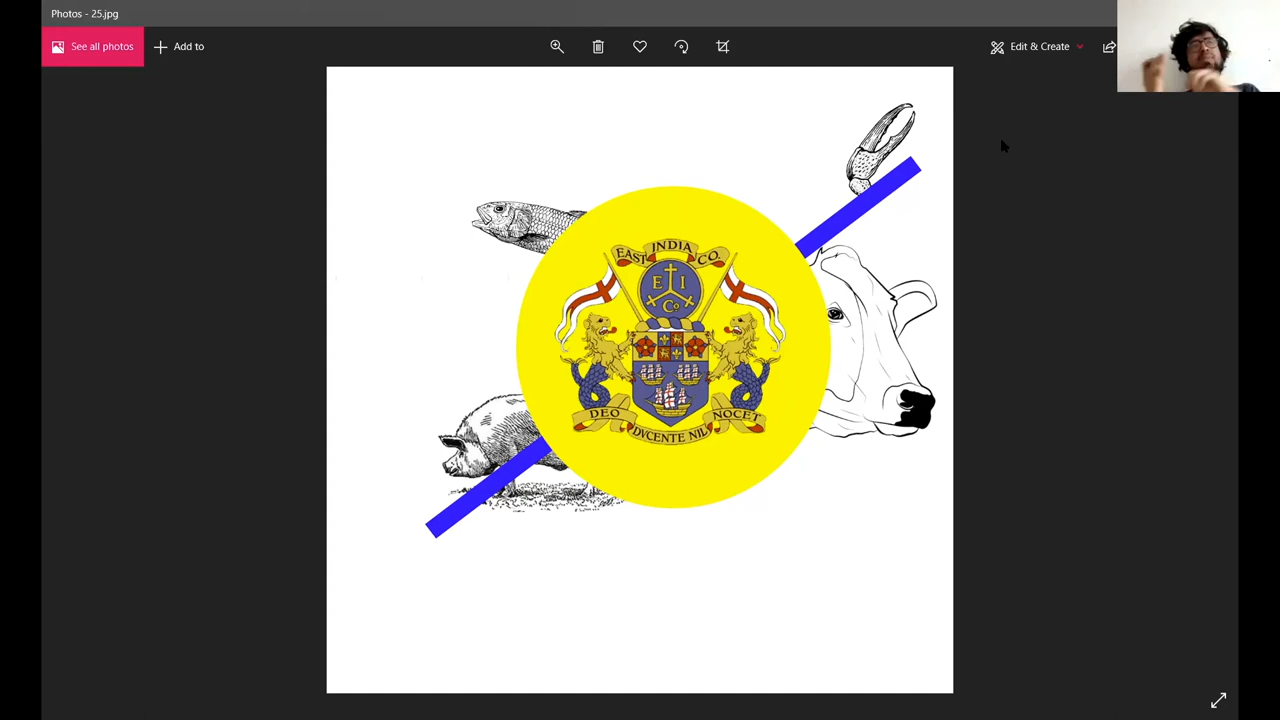 Photos - 25.jpg
See all photos
Add to
Edit & Create
EAST INDIA CO.
E I
Co
DEO DVCENTE NIL NOCET